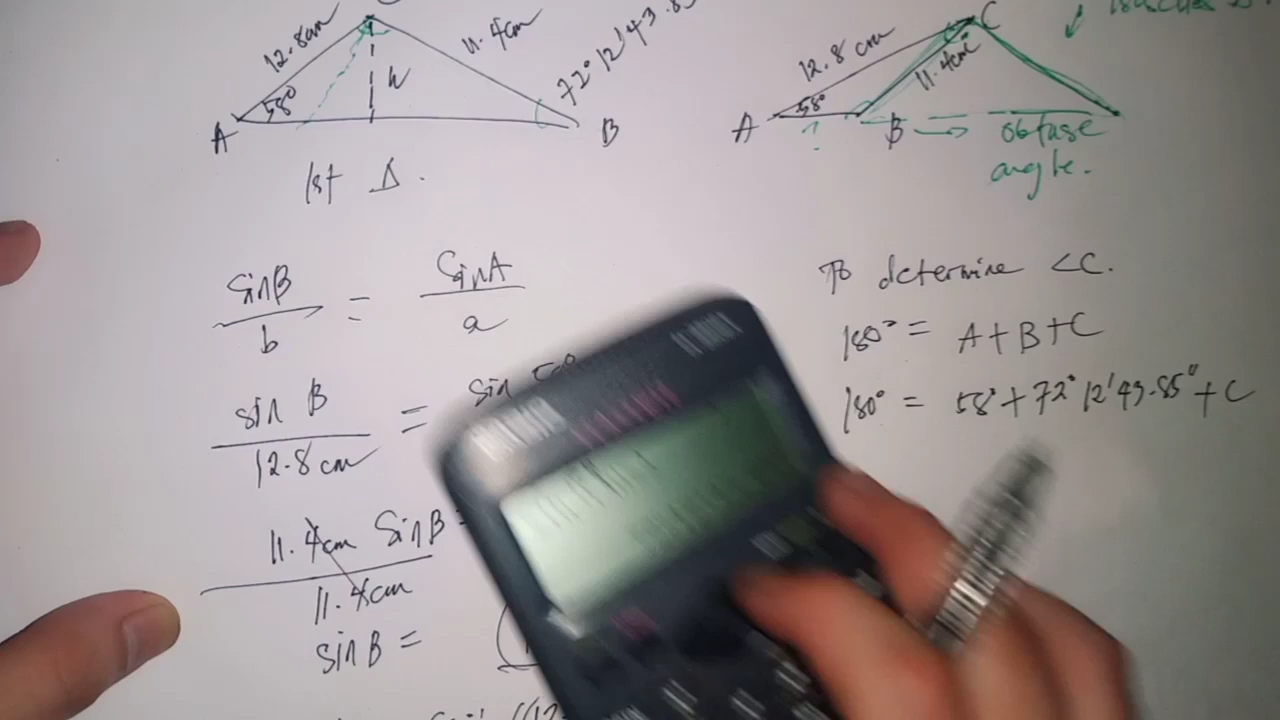 12.8cm
11.4cm
72° 12' 43.8
58°
h
A
B
1st Δ.
12.8 cm
C
11.4cm
58°
A
?
B → obtuse
angle.
sin B / b = sin A / a
sin B / 12.8 cm = sin
11.4cm sin B / 11.4cm
sin B =
To determine <C.
180° = A + B + C
180° = 58° + 72° 12' 43.85" + C